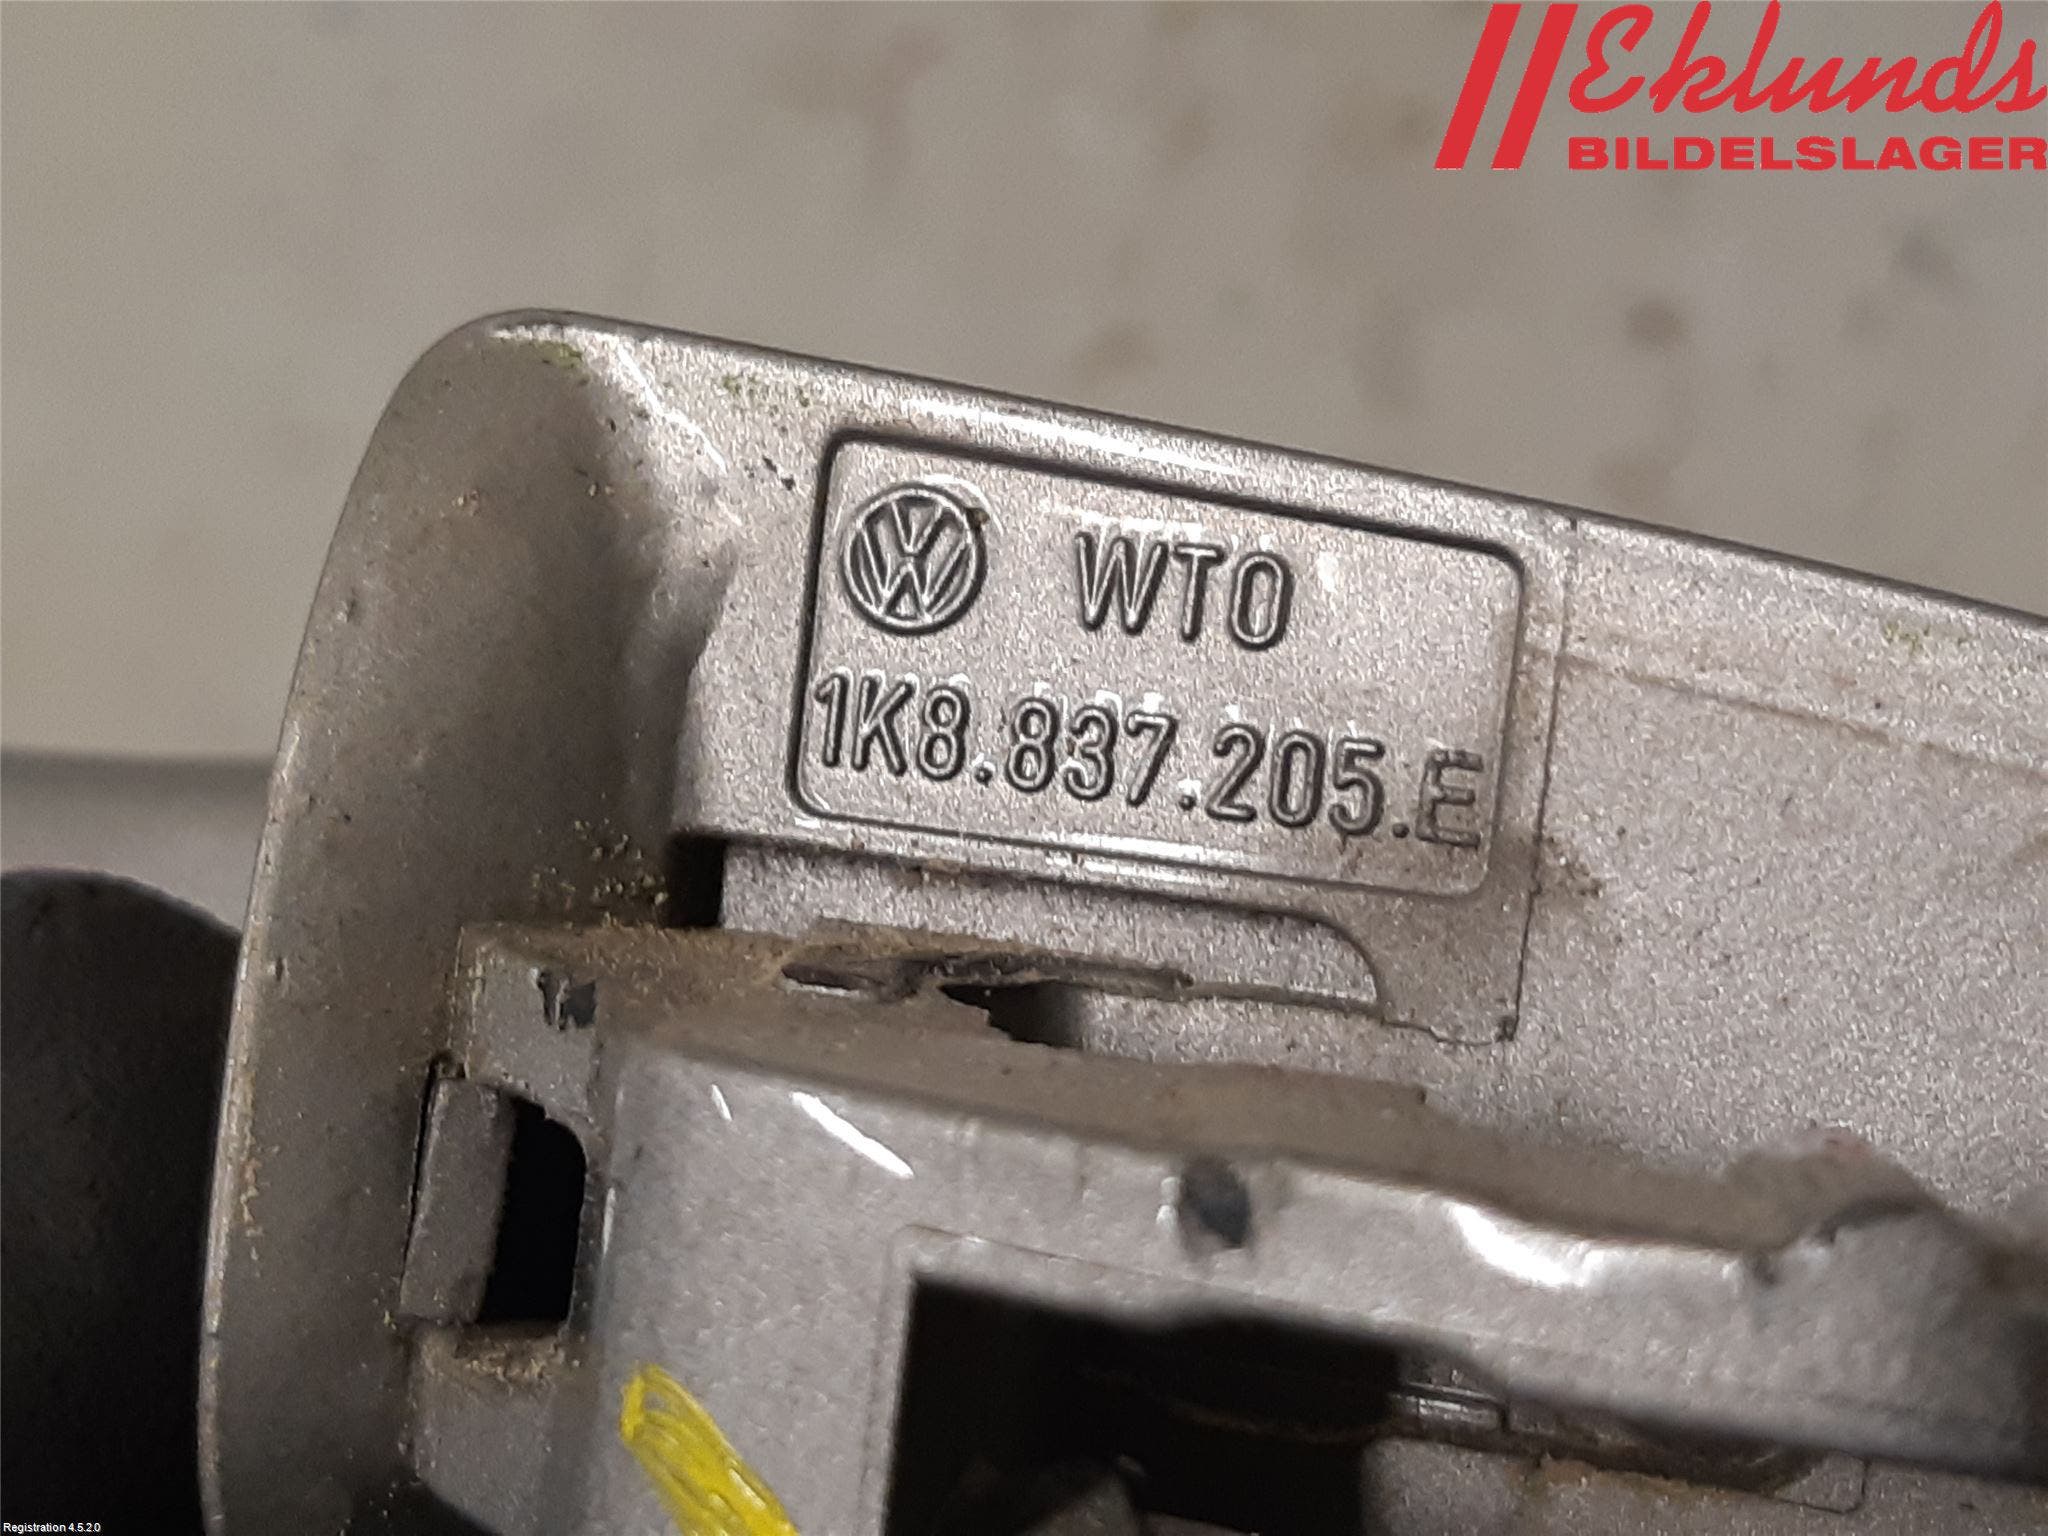 Eklunds
BILDELSLAGER
WTO
1K8.837.205.E
Registration 4.5.2.0